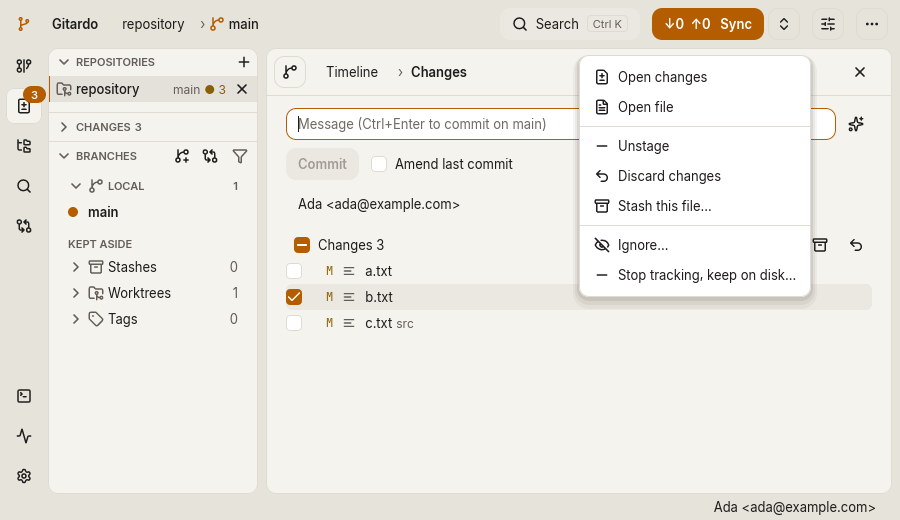 Gitardo repository main Search Ctrl K ↓0 ↑0 Sync
3
REPOSITORIES
repository main 3
CHANGES 3
BRANCHES
LOCAL 1
main
KEPT ASIDE
Stashes 0
Worktrees 1
Tags 0
Timeline › Changes
Message (Ctrl+Enter to commit on main)
Commit Amend last commit
Ada <ada@example.com>
Changes 3
M a.txt
M b.txt
M c.txt src
Open changes
Open file
Unstage
Discard changes
Stash this file...
Ignore...
Stop tracking, keep on disk...
Ada <ada@example.com>